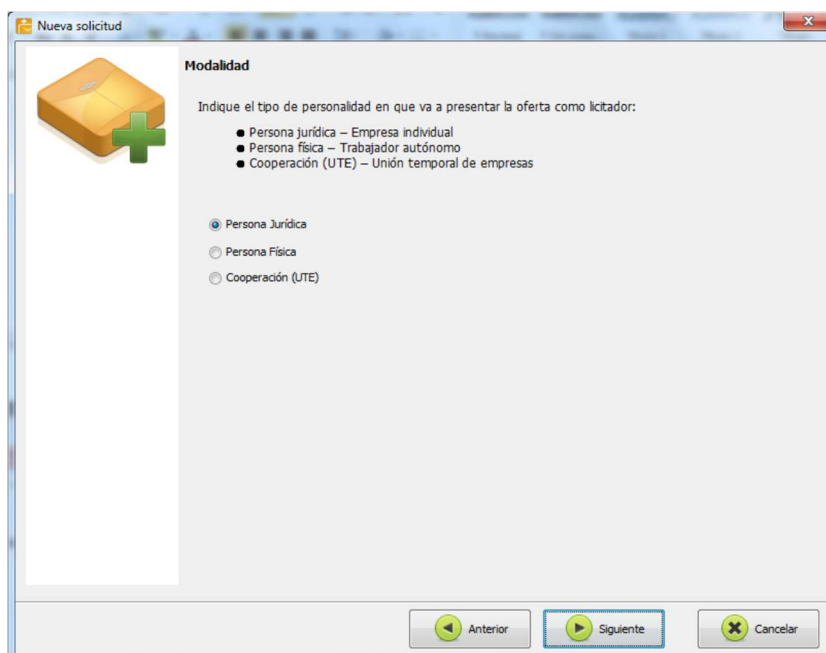 Nueva solicitud
Modalidad
Indique el tipo de personalidad en que va a presentar la oferta como licitador:
● Persona jurídica – Empresa individual
● Persona física – Trabajador autónomo
● Cooperación (UTE) – Unión temporal de empresas
Persona Jurídica
Persona Física
Cooperación (UTE)
Anterior
Siguiente
Cancelar